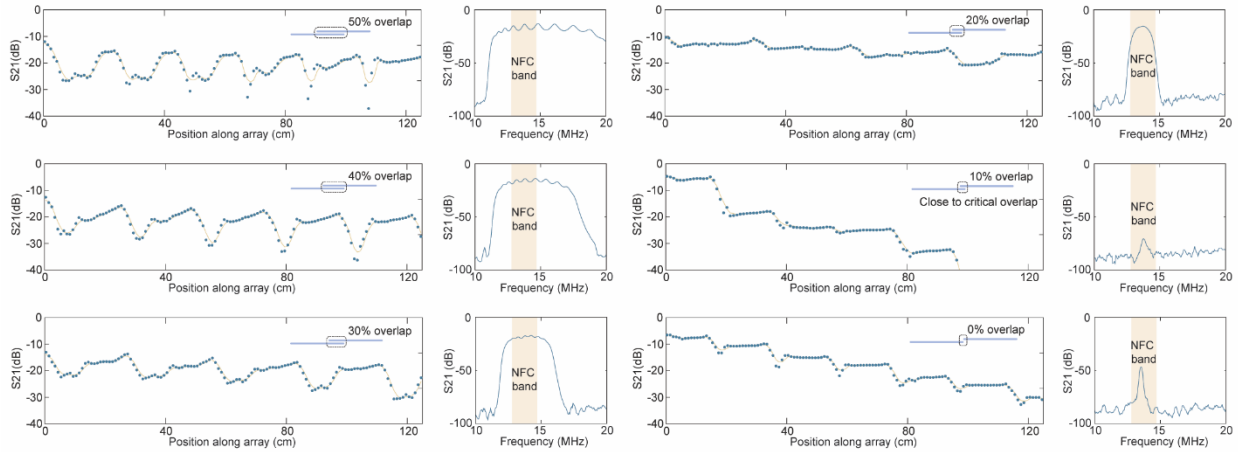 50% overlap
S21(dB)
0
-10
-20
-30
-40
0 40 80 120
Position along array (cm)
S21(dB)
0
-50
-100
NFC
band
10 15 20
Frequency (MHz)
20% overlap
S21(dB)
0
-10
-20
-30
-40
0 40 80 120
Position along array (cm)
S21 (dB)
0
-50
-100
NFC
band
10 15 20
Frequency (MHz)
40% overlap
S21(dB)
0
-10
-20
-30
-40
0 40 80 120
Position along array (cm)
S21 (dB)
0
-50
-100
NFC
band
10 15 20
Frequency (MHz)
10% overlap
Close to critical overlap
S21(dB)
0
-10
-20
-30
-40
0 40 80 120
Position along array (cm)
S21 (dB)
0
-50
-100
NFC
band
10 15 20
Frequency (MHz)
30% overlap
S21(dB)
0
-10
-20
-30
-40
0 40 80 120
Position along array (cm)
S21(dB)
0
-50
-100
NFC
band
10 15 20
Frequency (MHz)
0% overlap
S21(dB)
0
-10
-20
-30
-40
0 40 80 120
Position along array (cm)
S21 (dB)
0
-50
-100
NFC
band
10 15 20
Frequency (MHz)